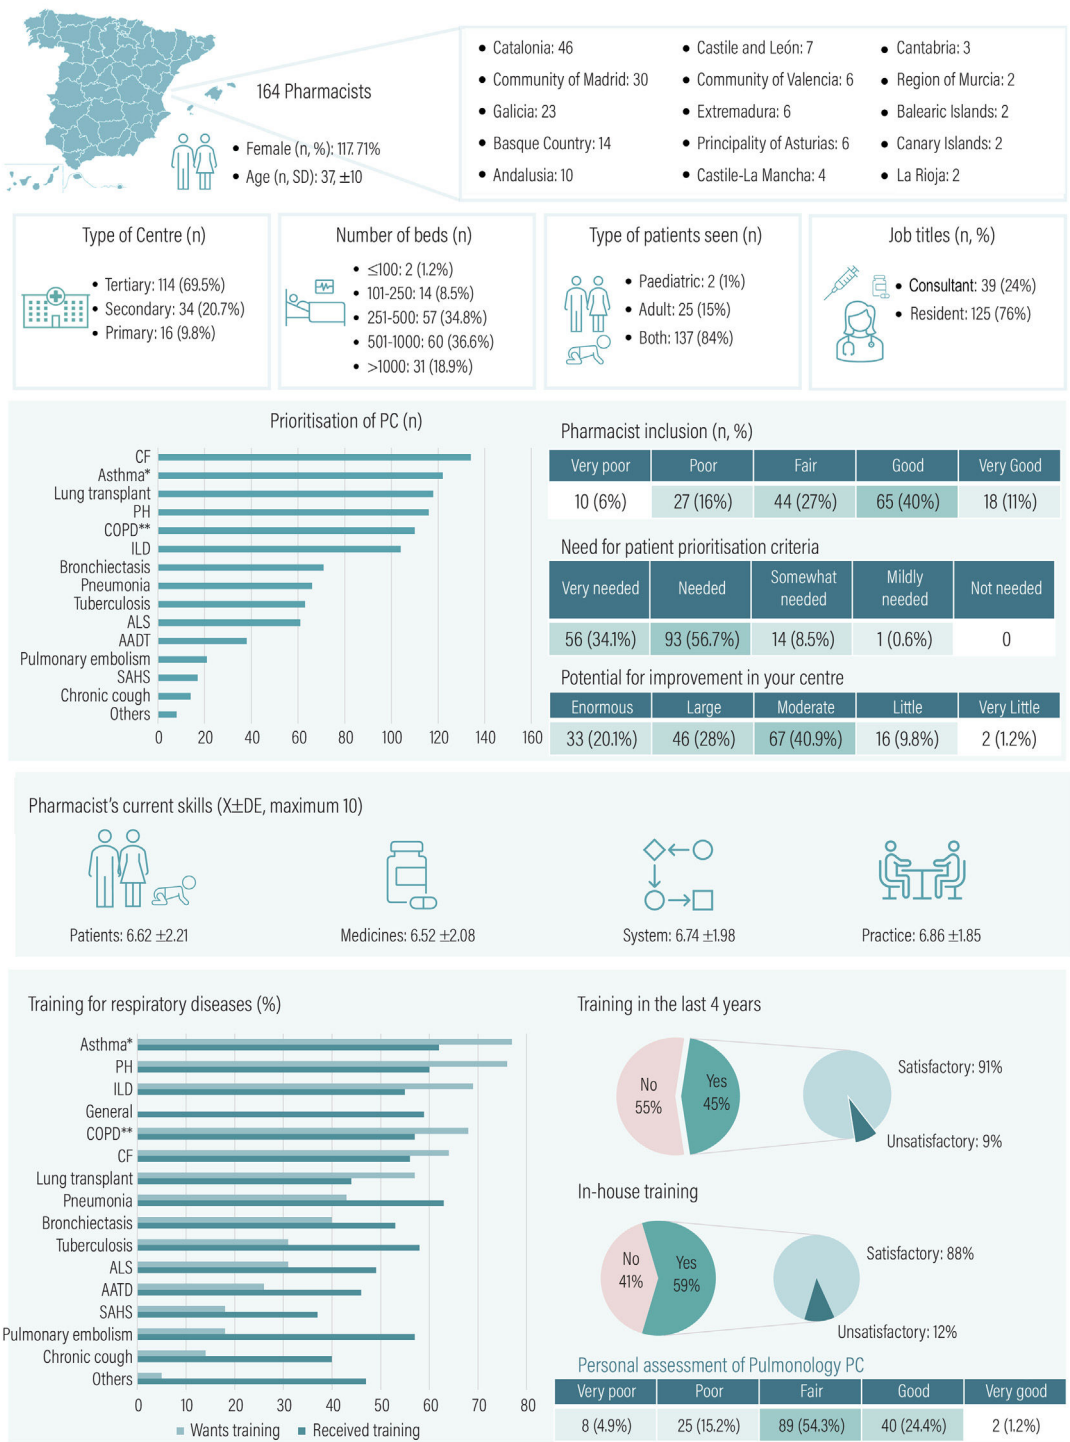 164 Pharmacists
Female (n, %): 117. 71%
Age (n, SD): 37, ±10
Catalonia: 46
Community of Madrid: 30
Galicia: 23
Basque Country: 14
Andalusia: 10
Castile and León: 7
Community of Valencia: 6
Extremadura: 6
Principality of Asturias: 6
Castile-La Mancha: 4
Cantabria: 3
Region of Murcia: 2
Balearic Islands: 2
Canary Islands: 2
La Rioja: 2
Type of Centre (n)
Tertiary: 114 (69.5%)
Secondary: 34 (20.7%)
Primary: 16 (9.8%)
Number of beds (n)
≤100: 2 (1.2%)
101-250: 14 (8.5%)
251-500: 57 (34.8%)
501-1000: 60 (36.6%)
>1000: 31 (18.9%)
Type of patients seen (n)
Paediatric: 2 (1%)
Adult: 25 (15%)
Both: 137 (84%)
Job titles (n, %)
Consultant: 39 (24%)
Resident: 125 (76%)
Prioritisation of PC (n)
CF
Asthma*
Lung transplant
PH
COPD**
ILD
Bronchiectasis
Pneumonia
Tuberculosis
ALS
AADT
Pulmonary embolism
SAHS
Chronic cough
Others
0 20 40 60 80 100 120 140 160
Pharmacist inclusion (n, %)
Very poor Poor Fair Good Very Good
10 (6%) 27 (16%) 44 (27%) 65 (40%) 18 (11%)
Need for patient prioritisation criteria
Very needed Needed Somewhat needed Mildly needed Not needed
56 (34.1%) 93 (56.7%) 14 (8.5%) 1 (0.6%) 0
Potential for improvement in your centre
Enormous Large Moderate Little Very Little
33 (20.1%) 46 (28%) 67 (40.9%) 16 (9.8%) 2 (1.2%)
Pharmacist's current skills (X±DE, maximum 10)
Patients: 6.62 ±2.21
Medicines: 6.52 ±2.08
System: 6.74 ±1.98
Practice: 6.86 ±1.85
Training for respiratory diseases (%)
Asthma*
PH
ILD
General
COPD**
CF
Lung transplant
Pneumonia
Bronchiectasis
Tuberculosis
ALS
AATD
SAHS
Pulmonary embolism
Chronic cough
Others
0 10 20 30 40 50 60 70 80
Wants training Received training
Training in the last 4 years
No
55%
Yes
45%
Satisfactory: 91%
Unsatisfactory: 9%
In-house training
No
41%
Yes
59%
Satisfactory: 88%
Unsatisfactory: 12%
Personal assessment of Pulmonology PC
Very poor Poor Fair Good Very good
8 (4.9%) 25 (15.2%) 89 (54.3%) 40 (24.4%) 2 (1.2%)